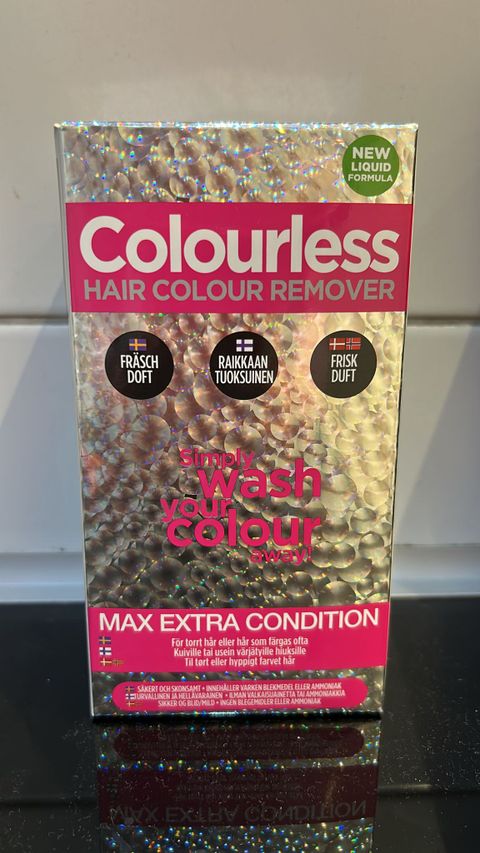 NEW
LIQUID
FORMULA
Colourless
HAIR COLOUR REMOVER
FRÄSCH
DOFT
RAIKKAAN
TUOKSUINEN
FRISK
DUFT
Simply
wash
your
colour
away!
MAX EXTRA CONDITION
För torrt hår eller hår som färgas ofta
Kuiville tai usein värjätyille hiuksille
Til tørt eller hyppigt farvet hår
SÄKERT OCH SKONSAMT • INNEHÅLLER VARKEN BLEKMEDEL ELLER AMMONIAK
TURVALLINEN JA HELLÄVARAINEN • ILMAN VALKAISUAINETTA TAI AMMONIAKKIA
SIKKER OG BLID/MILD • INGEN BLEGEMIDLER ELLER AMMONIAK
MAX EXTRA CONDITION